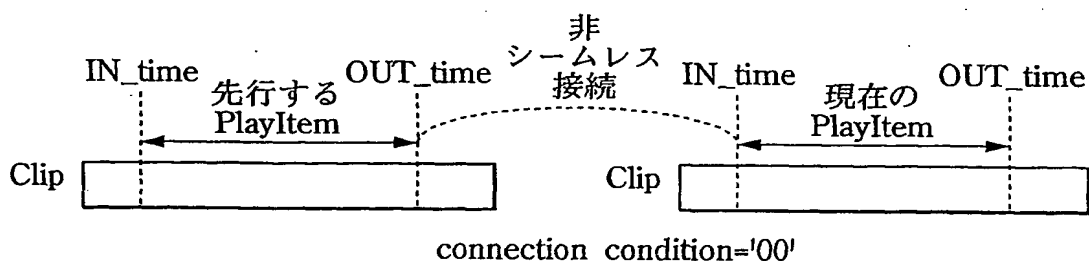 非
シームレス
接続
IN_time
OUT_time
IN_time
OUT_time
先行する
PlayItem
現在の
PlayItem
Clip
Clip
connection condition='00'